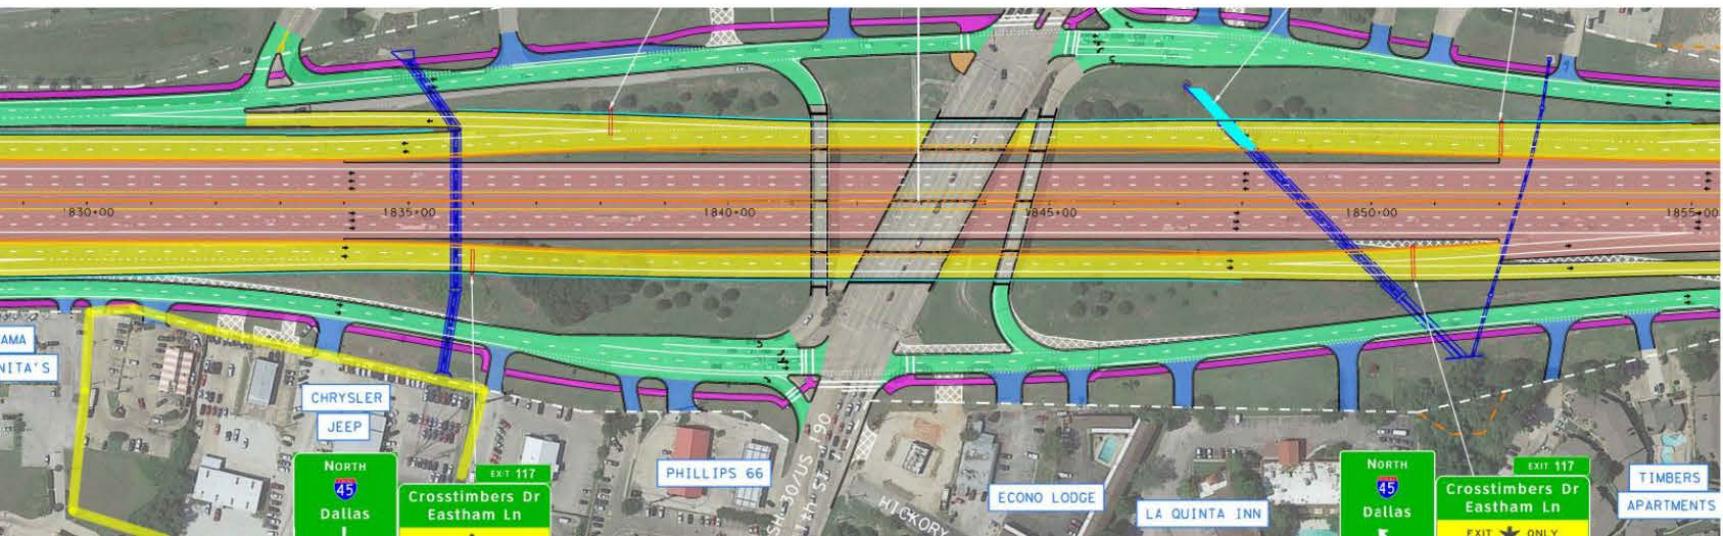 1830+00
1835+00
1840+00
1845+00
1850+00
1855+00
AMA
NITA'S
CHRYSLER
JEEP
NORTH
45
Dallas
EXIT 117
Crosstimbers Dr
Eastham Ln
PHILLIPS 66
SH 30/US 190
11th St
HICKORY
ECONO LODGE
LA QUINTA INN
NORTH
45
Dallas
EXIT 117
Crosstimbers Dr
Eastham Ln
EXIT ONLY
TIMBERS
APARTMENTS